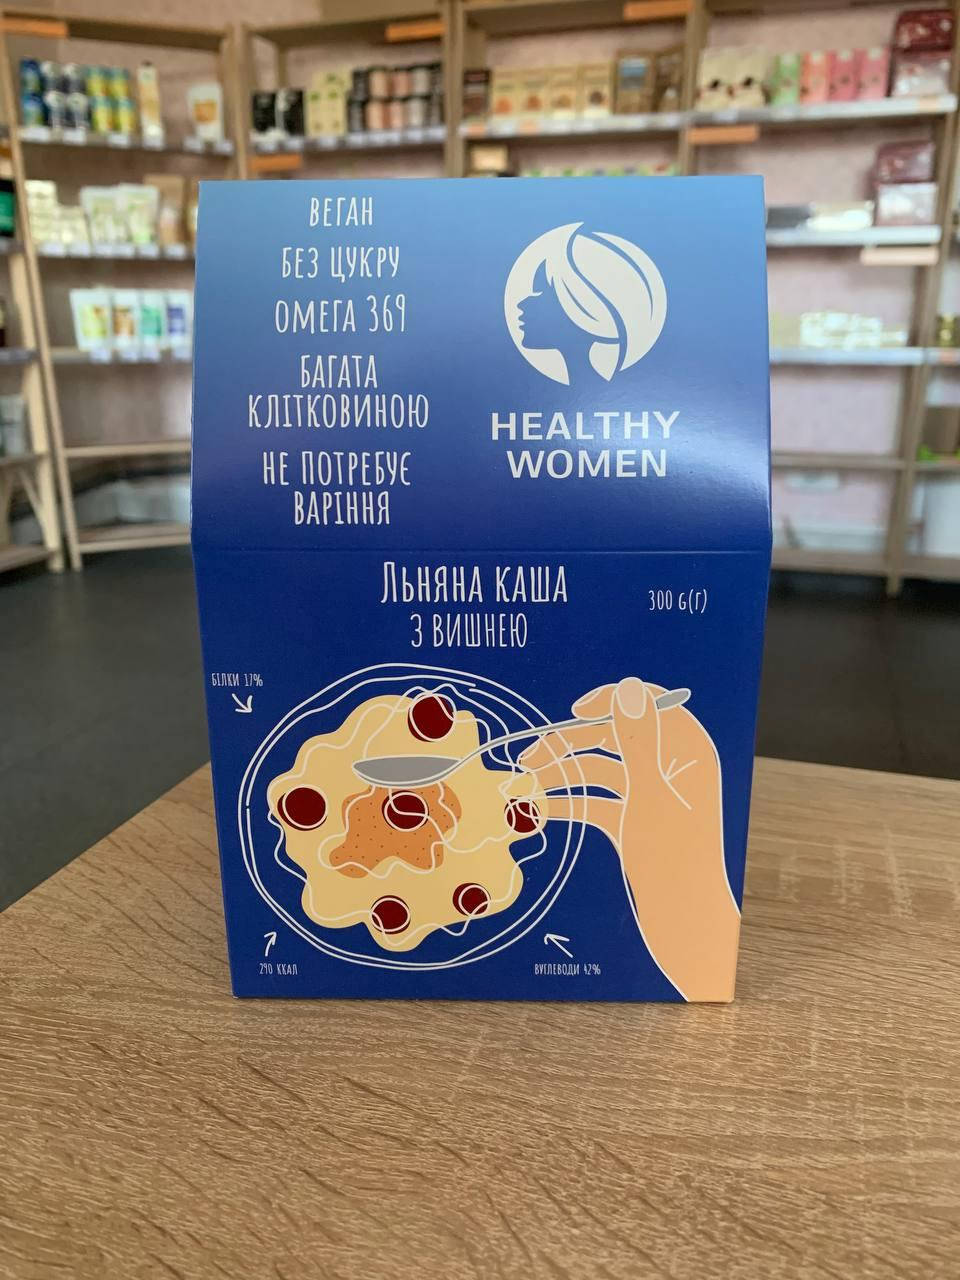 ВЕГАН
БЕЗ ЦУКРУ
ОМЕГА 369
БАГАТА
КЛІТКОВИНОЮ
НЕ ПОТРЕБУЄ
ВАРІННЯ
HEALTHY
WOMEN
ЛЬНЯНА КАША
З ВИШНЕЮ
300 G(Г)
БІЛКИ 17%
290 ККАЛ
ВУГЛЕВОДИ 42%